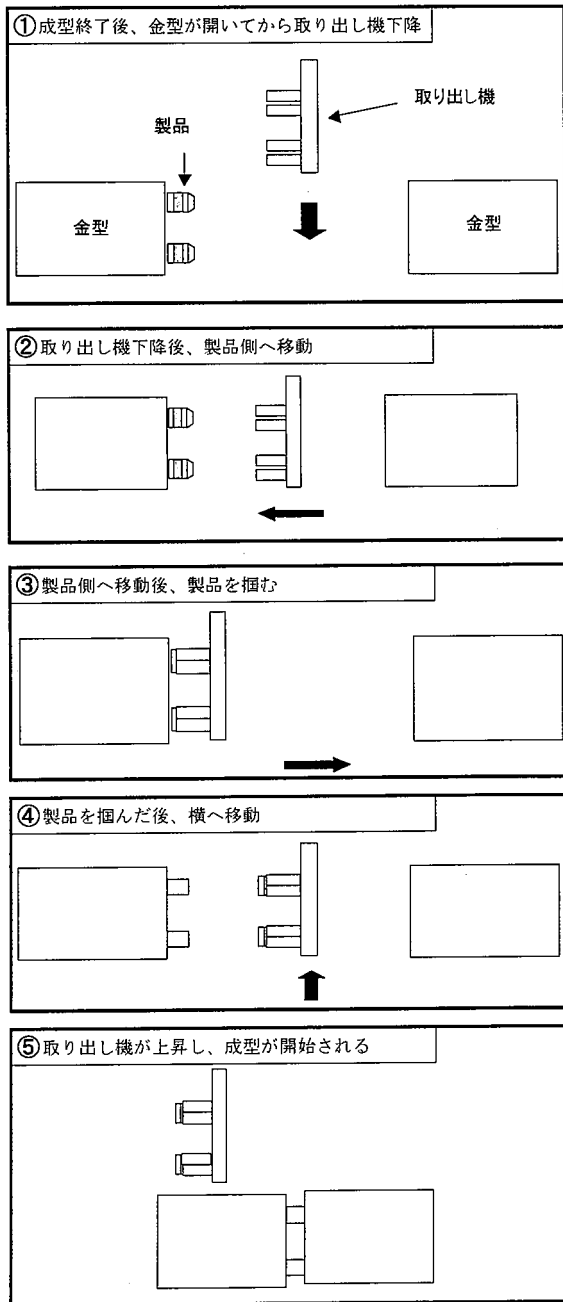 ①成型終了後、金型が開いてから取り出し機下降
取り出し機
製品
金型
金型
②取り出し機下降後、製品側へ移動
③製品側へ移動後、製品を掴む
④製品を掴んだ後、横へ移動
⑤取り出し機が上昇し、成型が開始される